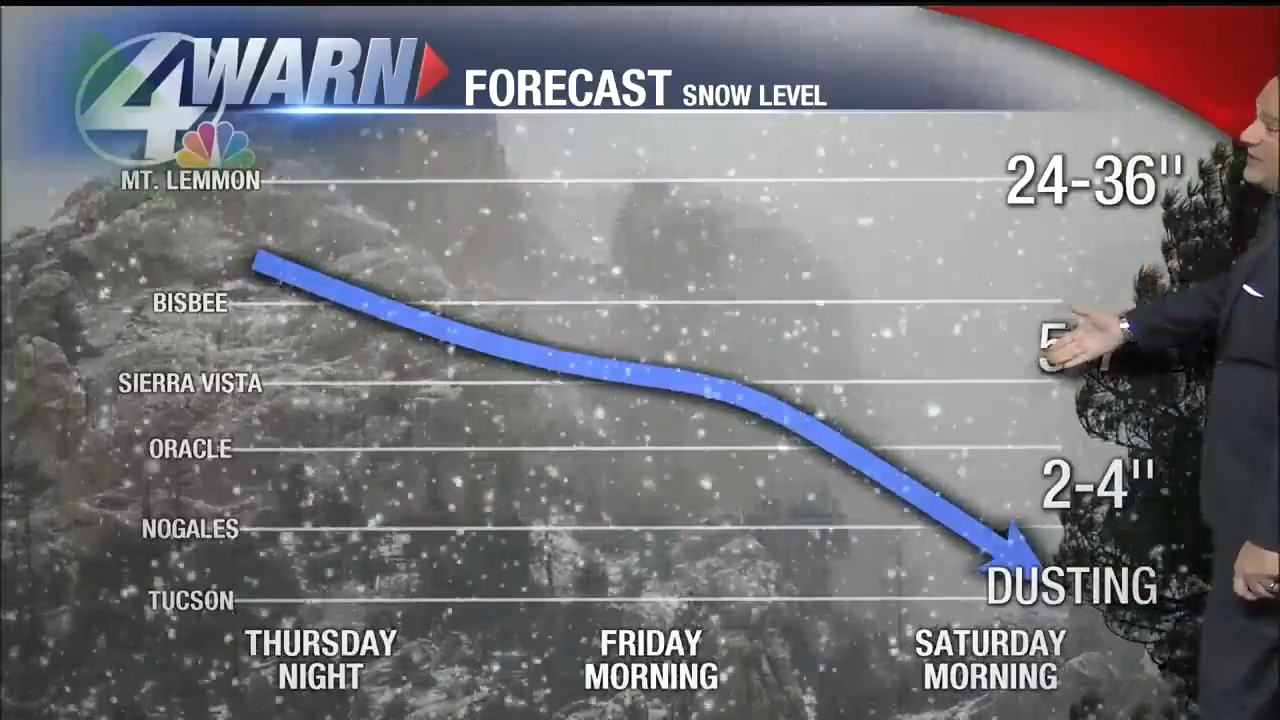 4WARN
FORECAST SNOW LEVEL
MT. LEMMON
24-36"
BISBEE
SIERRA VISTA
ORACLE
2-4"
NOGALES
DUSTING
TUCSON
THURSDAY
NIGHT
FRIDAY
MORNING
SATURDAY
MORNING